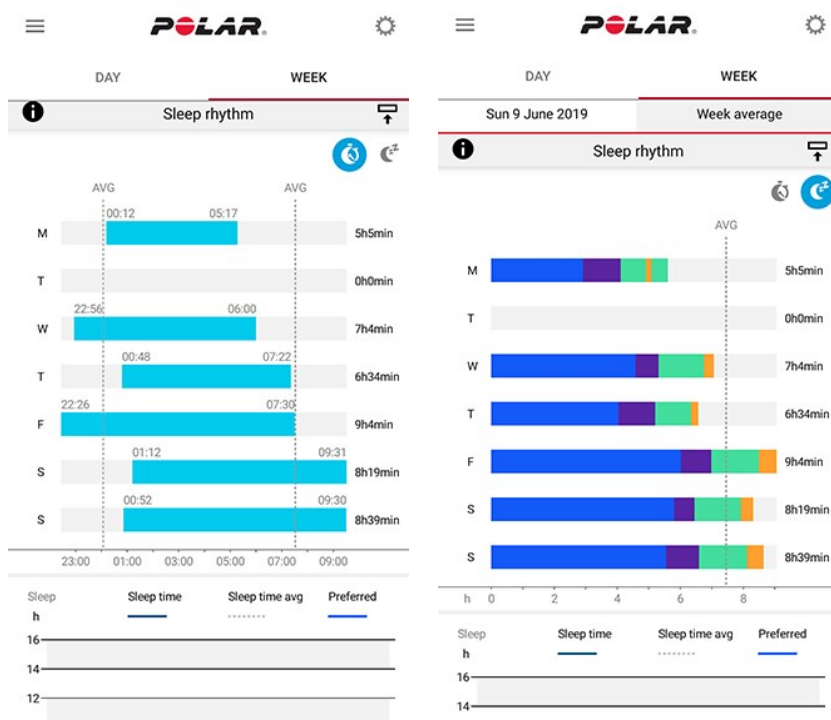 POLAR.
DAY WEEK
Sleep rhythm
AVG AVG
00:12 05:17
M 5h5min
T 0h0min
22:56 06:00
W 7h4min
00:48 07:22
T 6h34min
22:26 07:30
F 9h4min
01:12 09:31
S 8h19min
00:52 09:30
S 8h39min
23:00 01:00 03:00 05:00 07:00 09:00
Sleep Sleep time Sleep time avg Preferred
h
16
14
12
POLAR.
DAY WEEK
Sun 9 June 2019 Week average
Sleep rhythm
AVG
M 5h5min
T 0h0min
W 7h4min
T 6h34min
F 9h4min
S 8h19min
S 8h39min
h 0 2 4 6 8
Sleep Sleep time Sleep time avg Preferred
h
16
14